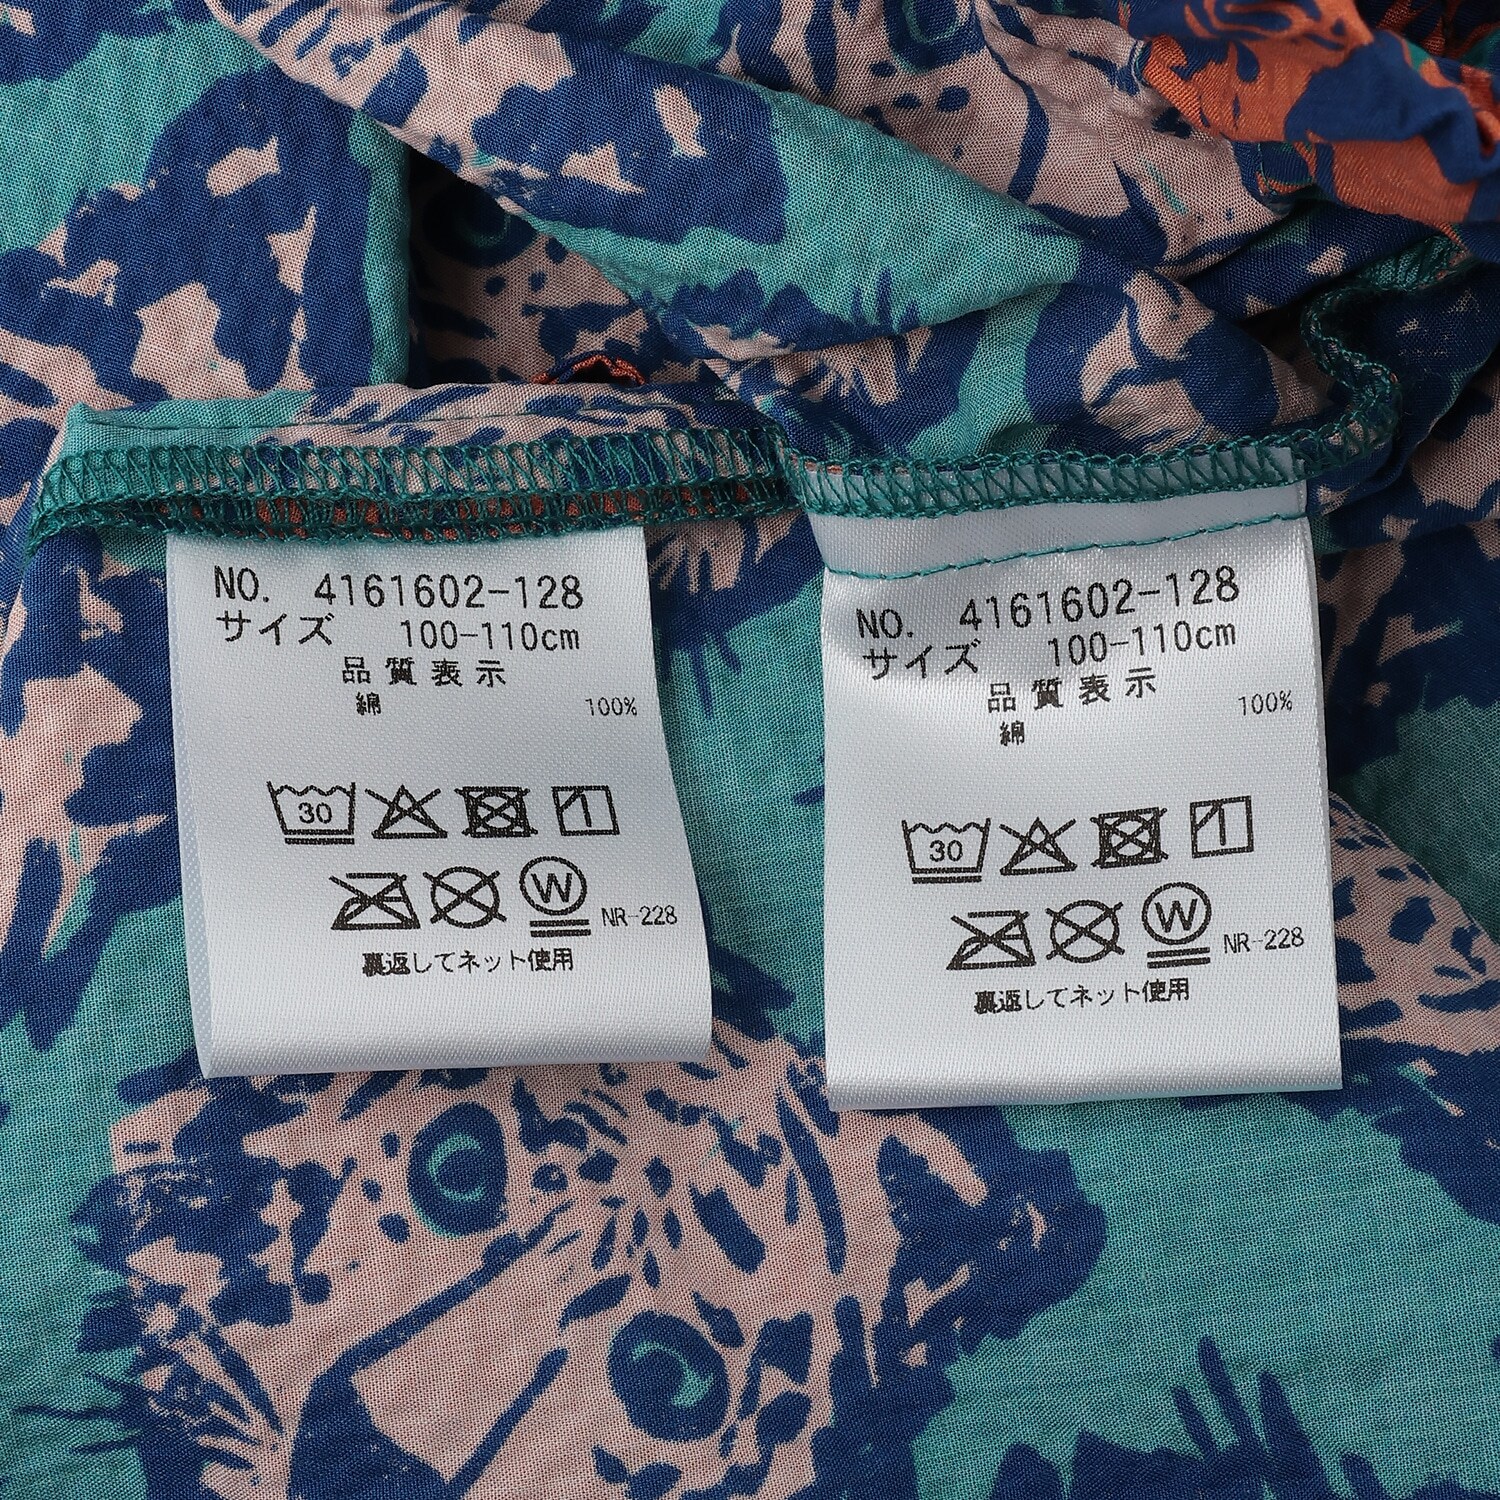 NO. 4161602-128
サイズ 100-110cm
品質表示
綿 100%
30
W NR-228
裏返してネット使用
NO. 4161602-128
サイズ 100-110cm
品質表示
綿 100%
30
W NR-228
裏返してネット使用